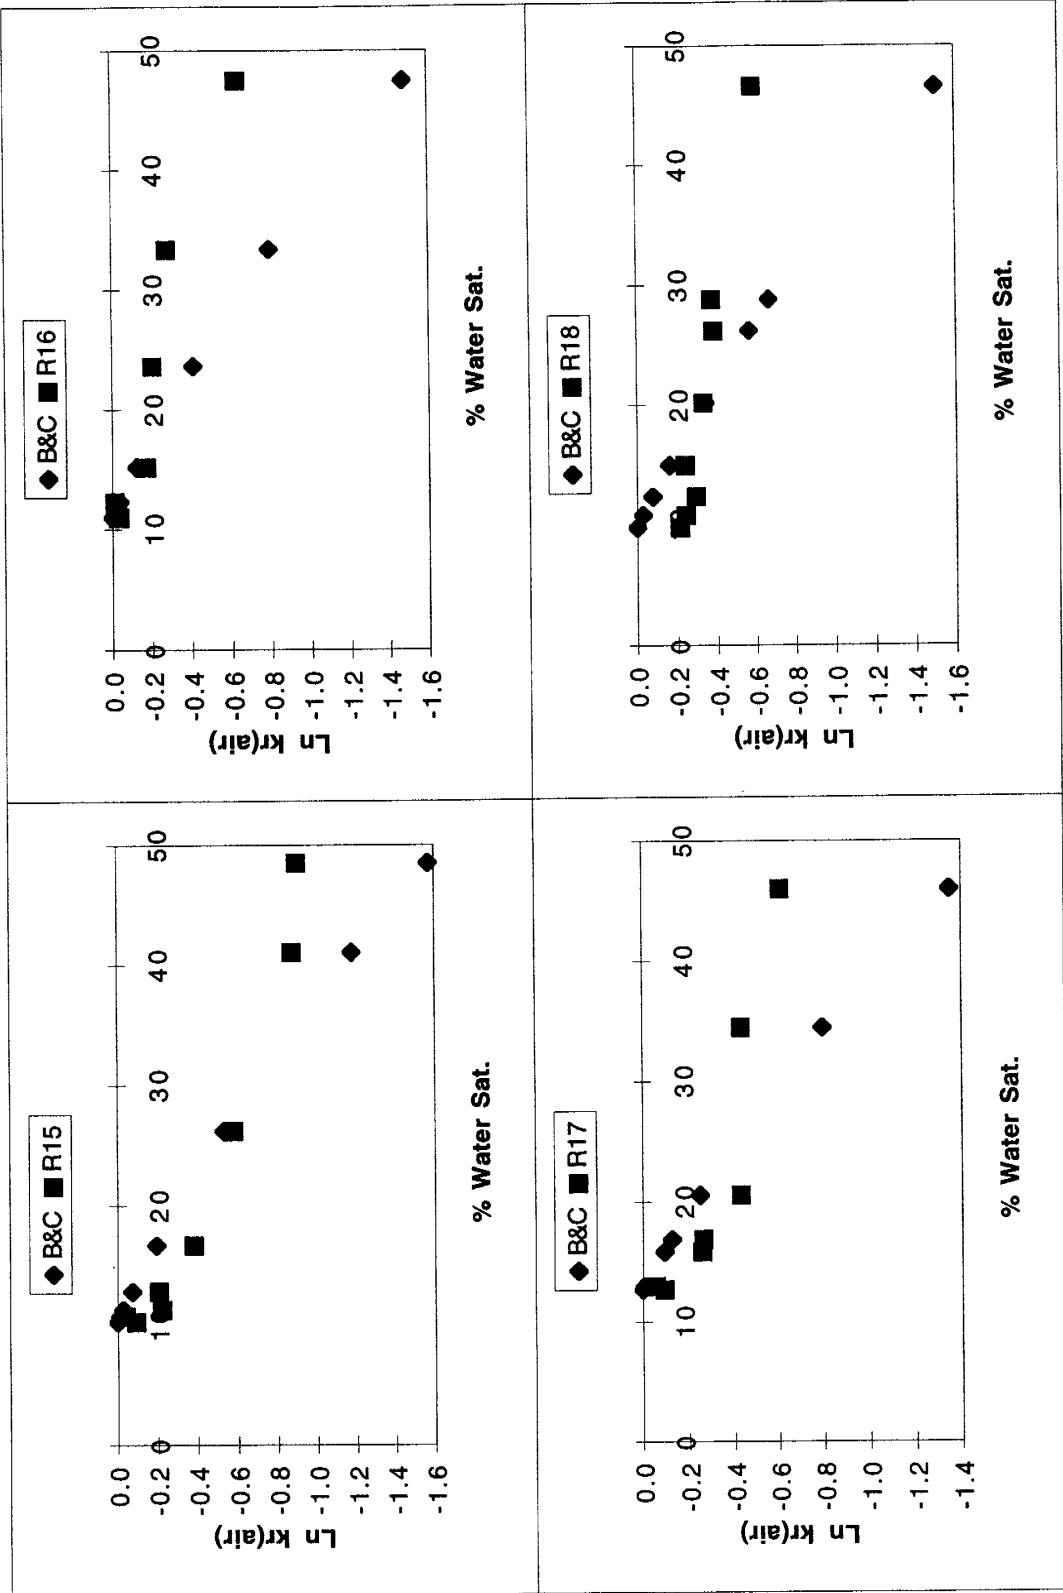 ◆ B&C ■ R15
0.0
-0.2
-0.4
-0.6
-0.8
-1.0
-1.2
-1.4
-1.6
Ln kr(air)
0 1 20 30 40 50
% Water Sat.
◆ B&C ■ R16
0.0
-0.2
-0.4
-0.6
-0.8
-1.0
-1.2
-1.4
-1.6
Ln kr(air)
0 10 20 30 40 50
% Water Sat.
◆ B&C ■ R17
0.0
-0.2
-0.4
-0.6
-0.8
-1.0
-1.2
-1.4
Ln kr(air)
0 10 20 30 40 50
% Water Sat.
◆ B&C ■ R18
0.0
-0.2
-0.4
-0.6
-0.8
-1.0
-1.2
-1.4
-1.6
Ln kr(air)
0 20 30 40 50
% Water Sat.